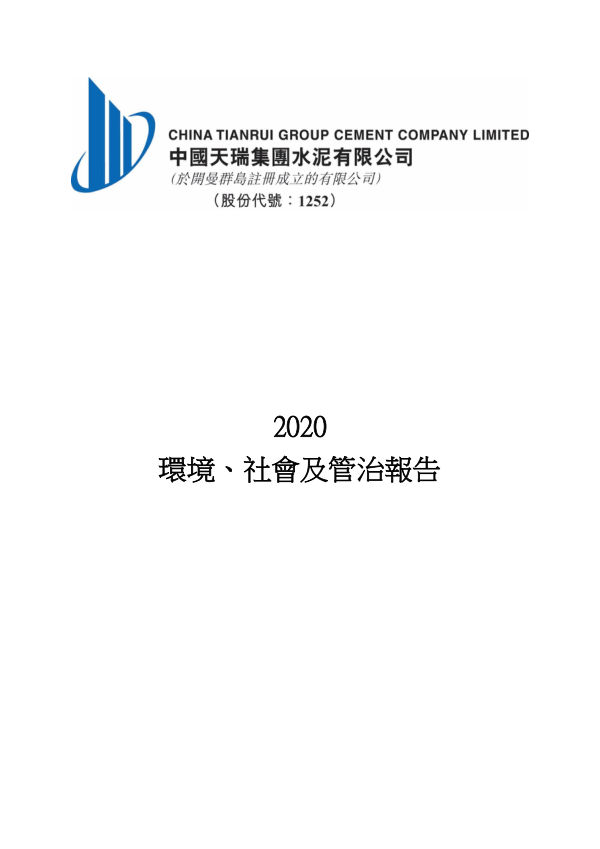 CHINA TIANRUI GROUP CEMENT COMPANY LIMITED
中國天瑞集團水泥有限公司
(於開曼群島註冊成立的有限公司)
（股份代號：1252）
2020
環境、社會及管治報告